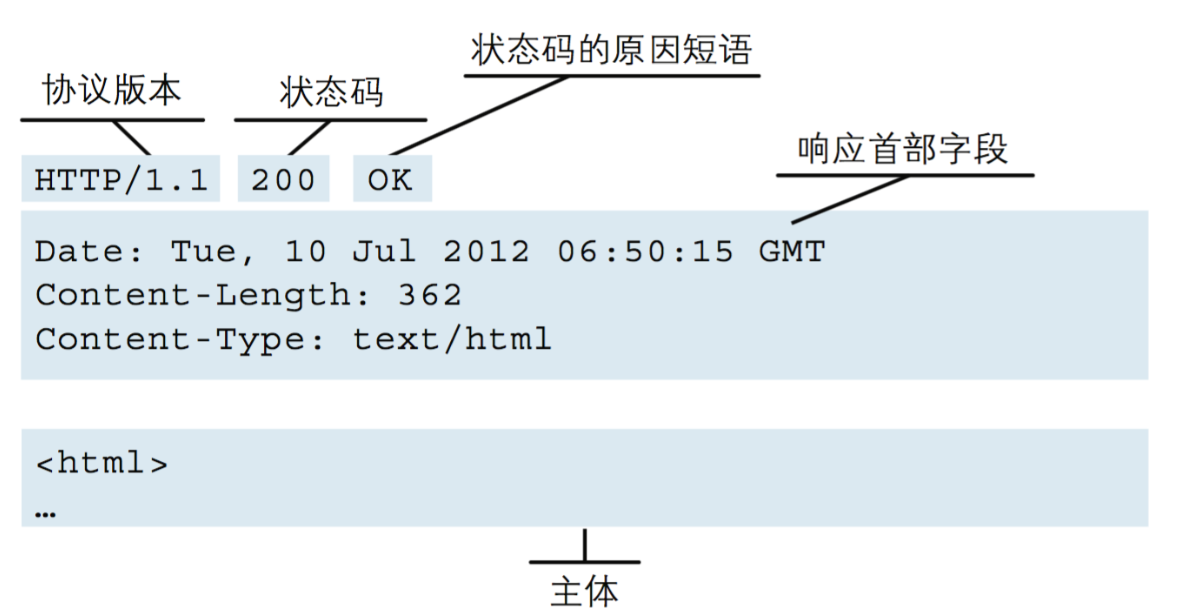 状态码的原因短语
协议版本 状态码
响应首部字段
HTTP/1.1 200 OK
Date: Tue, 10 Jul 2012 06:50:15 GMT
Content-Length: 362
Content-Type: text/html
<html>
…
主体